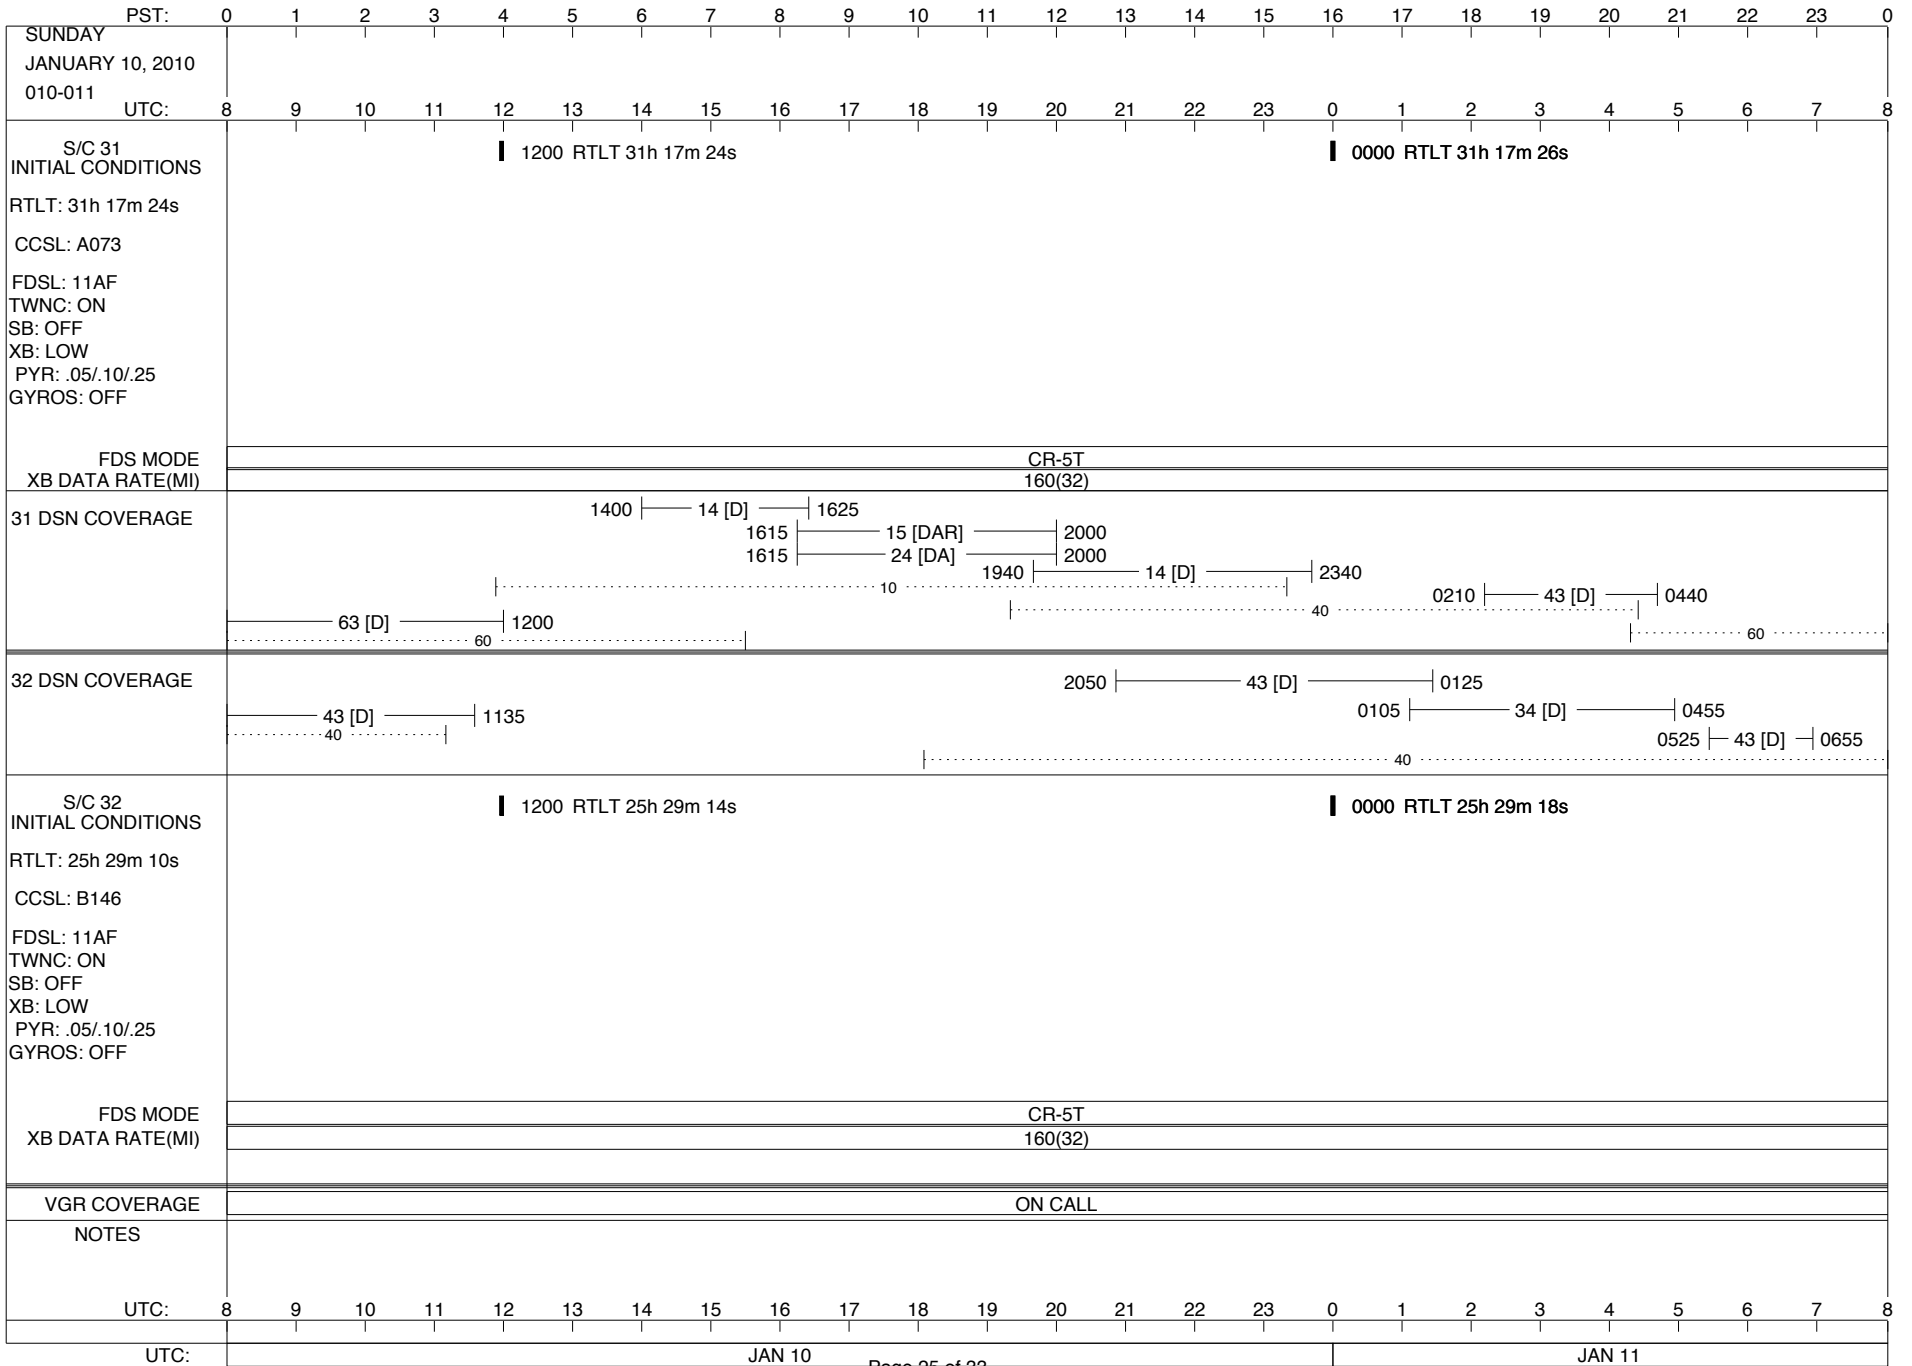 PST: 0 1 2 3 4 5 6 7 8 9 10 11 12 13 14 15 16 17 18 19 20 21 22 23 0
SUNDAY
JANUARY 10, 2010
010-011
UTC: 8 9 10 11 12 13 14 15 16 17 18 19 20 21 22 23 0 1 2 3 4 5 6 7 8
S/C 31
INITIAL CONDITIONS
1200 RTLT 31h 17m 24s
0000 RTLT 31h 17m 26s
RTLT: 31h 17m 24s
CCSL: A073
FDSL: 11AF
TWNC: ON
SB: OFF
XB: LOW
PYR: .05/.10/.25
GYROS: OFF
FDS MODE CR-5T
XB DATA RATE(MI) 160(32)
31 DSN COVERAGE
1400 14 [D] 1625
1615 15 [DAR] 2000
1615 24 [DA] 2000
1940 14 [D] 2340
10
0210 43 [D] 0440
40
63 [D] 1200
60
60
32 DSN COVERAGE
2050 43 [D] 0125
0105 34 [D] 0455
43 [D] 1135
40
0525 43 [D] 0655
40
S/C 32
INITIAL CONDITIONS
1200 RTLT 25h 29m 14s
0000 RTLT 25h 29m 18s
RTLT: 25h 29m 10s
CCSL: B146
FDSL: 11AF
TWNC: ON
SB: OFF
XB: LOW
PYR: .05/.10/.25
GYROS: OFF
FDS MODE CR-5T
XB DATA RATE(MI) 160(32)
VGR COVERAGE ON CALL
NOTES
UTC: 8 9 10 11 12 13 14 15 16 17 18 19 20 21 22 23 0 1 2 3 4 5 6 7 8
UTC: JAN 10 JAN 11
Page 25 of 33